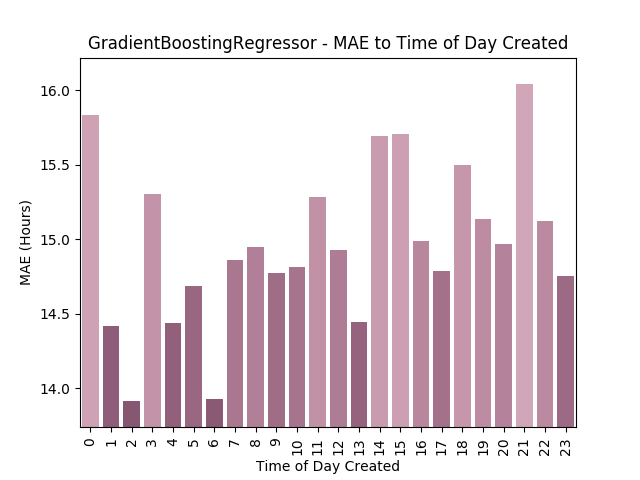 GradientBoostingRegressor - MAE to Time of Day Created
16.0
15.5
15.0
14.5
14.0
MAE (Hours)
0 1 2 3 4 5 6 7 8 9 10 11 12 13 14 15 16 17 18 19 20 21 22 23
Time of Day Created